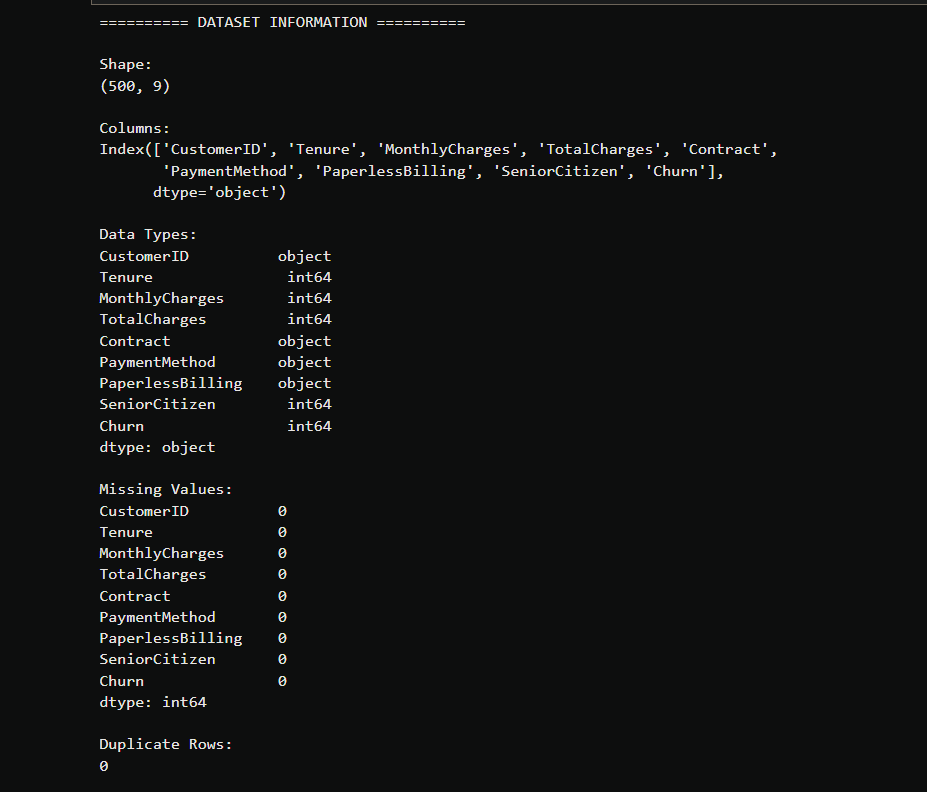 ========== DATASET INFORMATION ==========
Shape:
(500, 9)
Columns:
Index(['CustomerID', 'Tenure', 'MonthlyCharges', 'TotalCharges', 'Contract',
       'PaymentMethod', 'PaperlessBilling', 'SeniorCitizen', 'Churn'],
      dtype='object')
Data Types:
CustomerID          object
Tenure               int64
MonthlyCharges       int64
TotalCharges         int64
Contract            object
PaymentMethod       object
PaperlessBilling    object
SeniorCitizen        int64
Churn                int64
dtype: object
Missing Values:
CustomerID          0
Tenure              0
MonthlyCharges      0
TotalCharges        0
Contract            0
PaymentMethod       0
PaperlessBilling    0
SeniorCitizen       0
Churn               0
dtype: int64
Duplicate Rows:
0